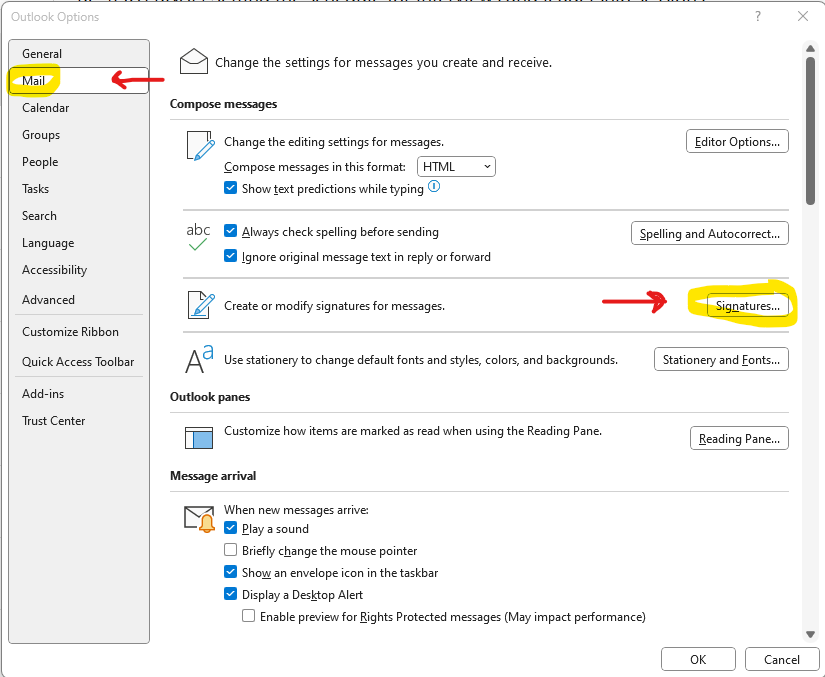 Outlook Options
?
General
Mail
Calendar
Groups
People
Tasks
Search
Language
Accessibility
Advanced
Customize Ribbon
Quick Access Toolbar
Add-ins
Trust Center
Change the settings for messages you create and receive.
Compose messages
Change the editing settings for messages.
Editor Options...
Compose messages in this format: HTML
Show text predictions while typing
abc
Always check spelling before sending
Spelling and Autocorrect...
Ignore original message text in reply or forward
Create or modify signatures for messages.
Signatures...
Aa
Use stationery to change default fonts and styles, colors, and backgrounds.
Stationery and Fonts...
Outlook panes
Customize how items are marked as read when using the Reading Pane.
Reading Pane...
Message arrival
When new messages arrive:
Play a sound
Briefly change the mouse pointer
Show an envelope icon in the taskbar
Display a Desktop Alert
Enable preview for Rights Protected messages (May impact performance)
OK
Cancel